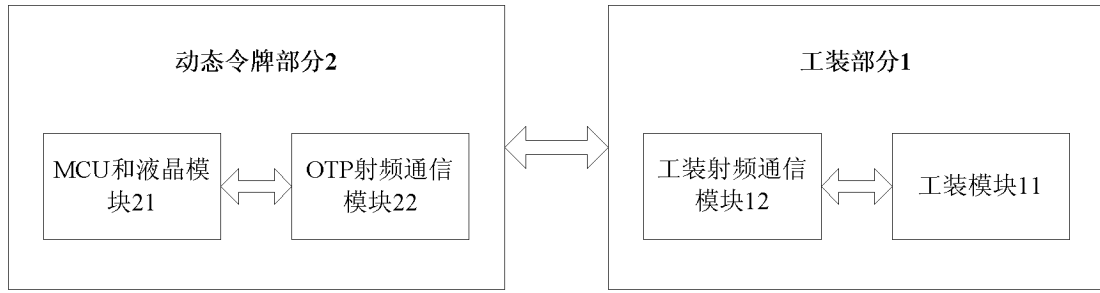 动态令牌部分2
MCU和液晶模
块21
OTP射频通信
模块22
工装部分1
工装射频通信
模块12
工装模块11